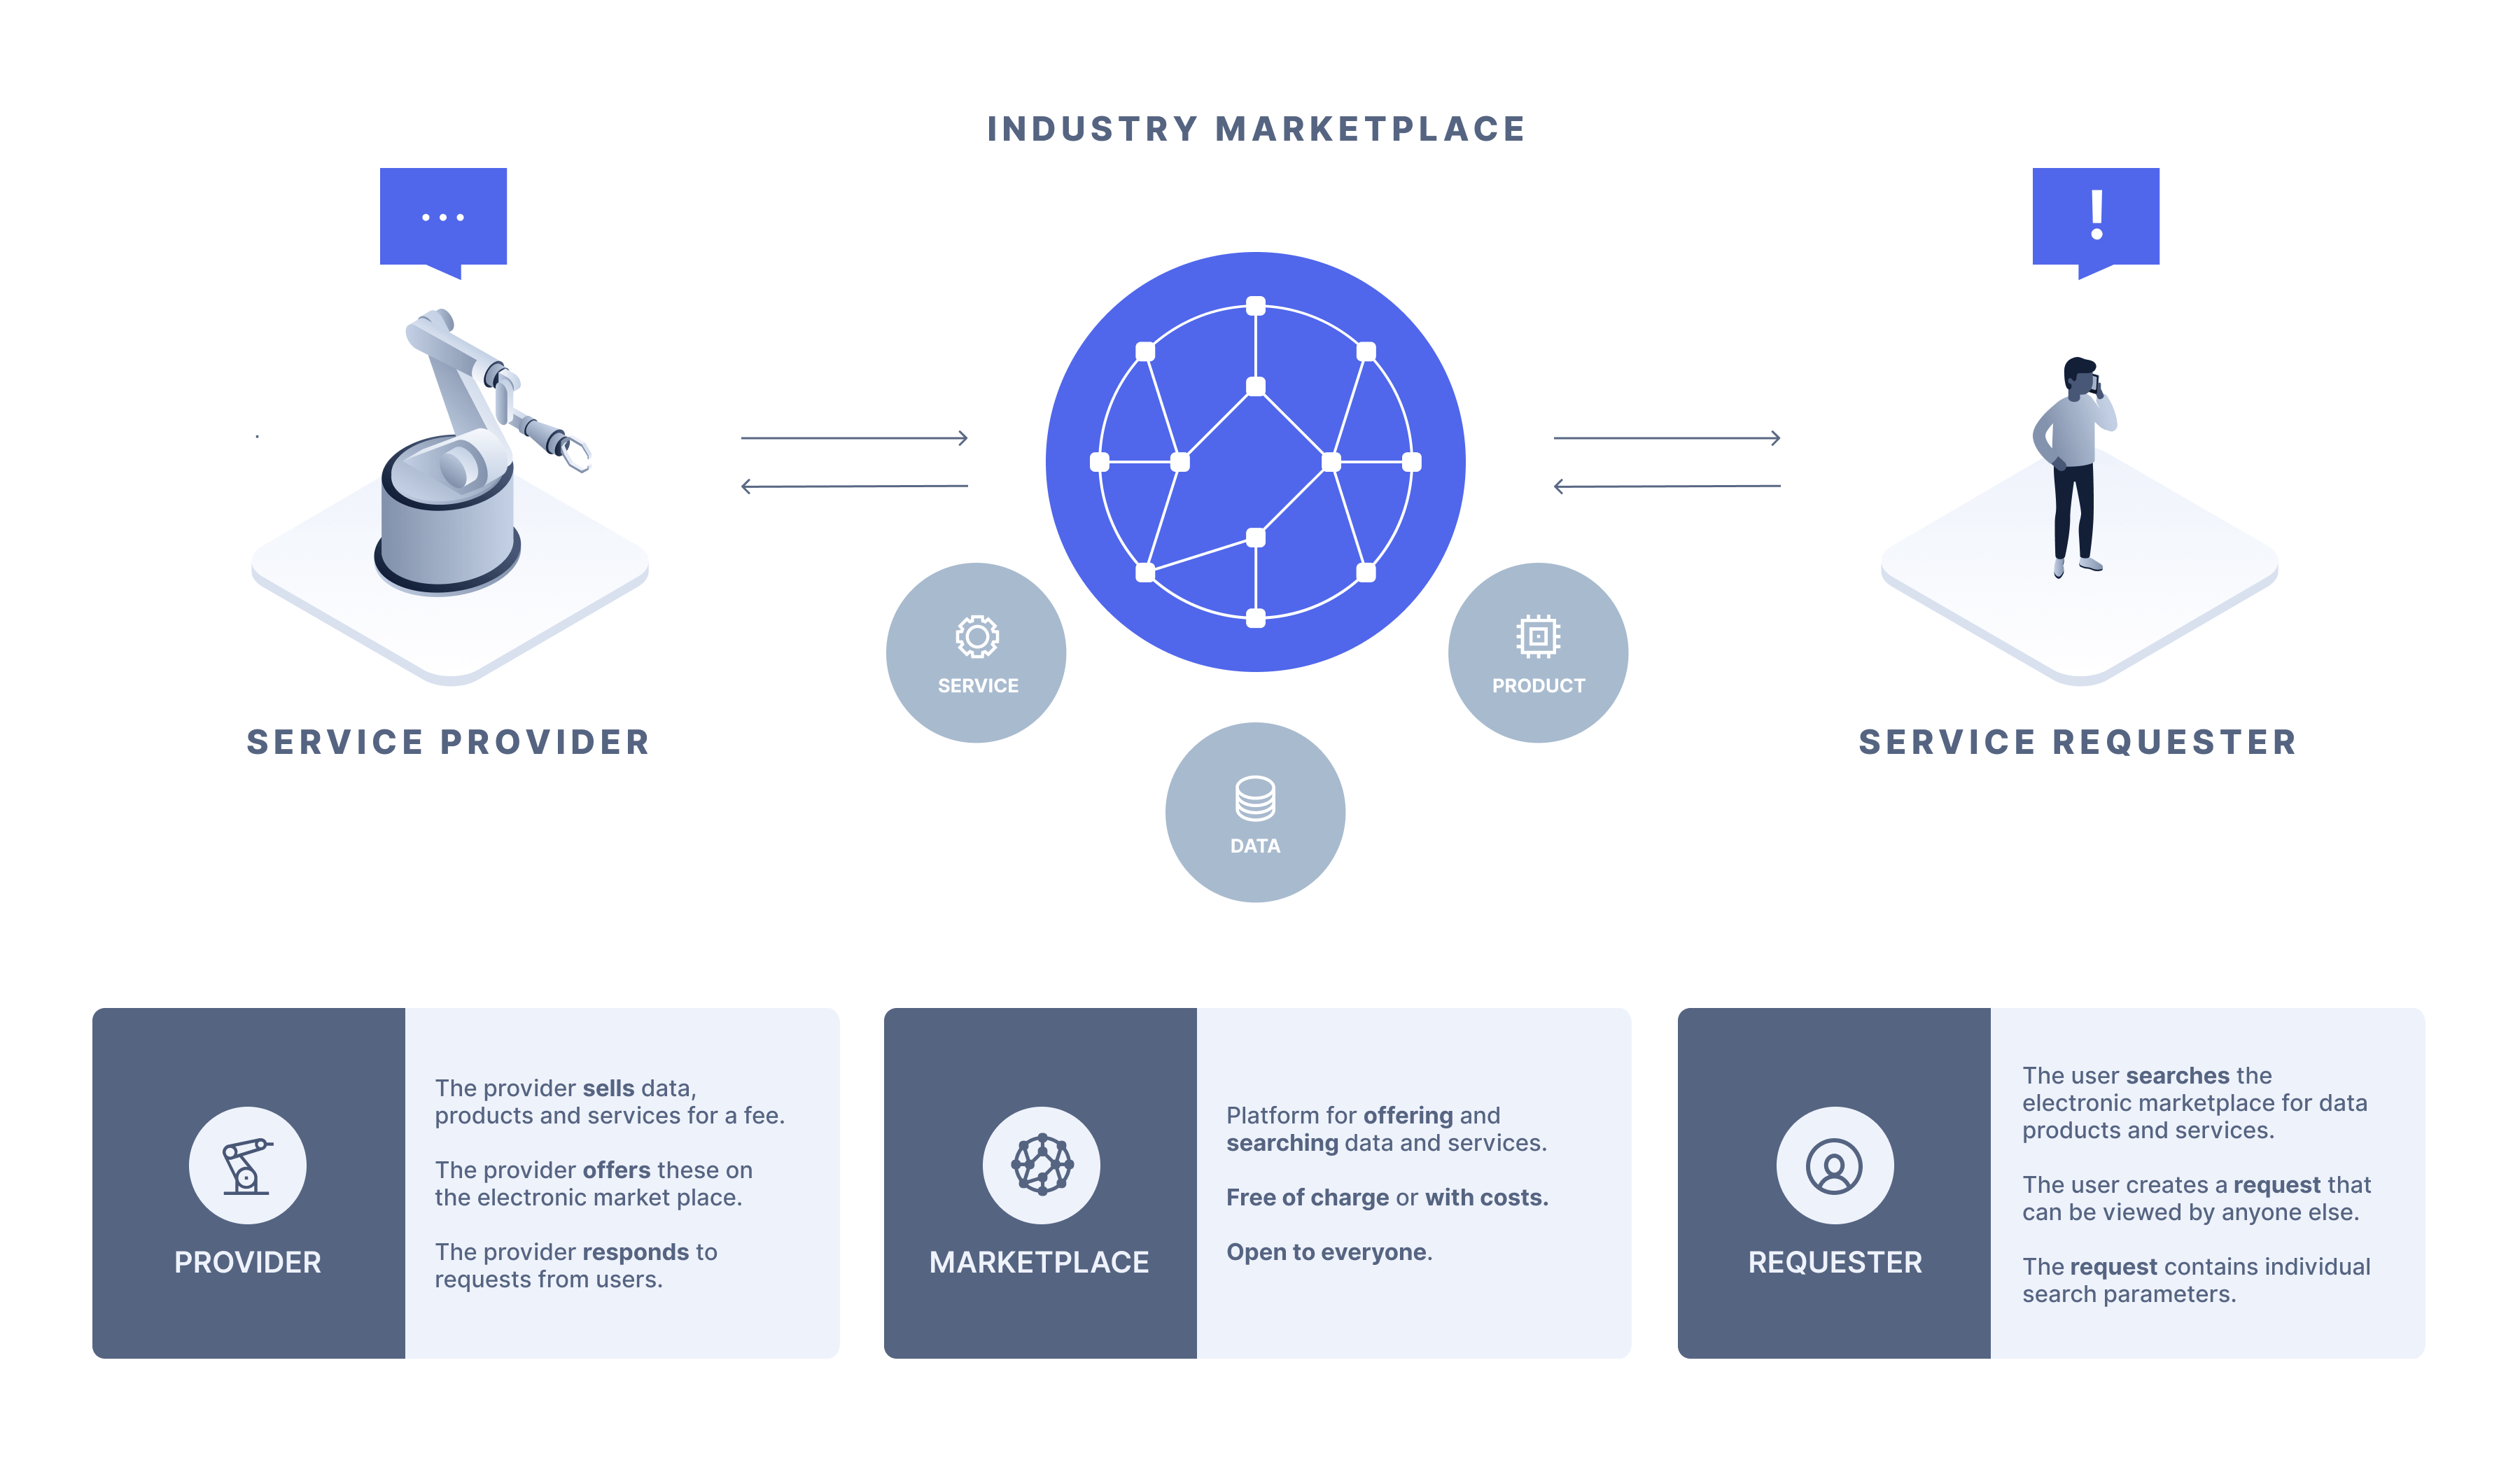 INDUSTRY MARKETPLACE
!
SERVICE
PRODUCT
SERVICE PROVIDER
SERVICE REQUESTER
DATA
PROVIDER
The provider sells data,
products and services for a fee.
The provider offers these on
the electronic market place.
The provider responds to
requests from users.
MARKETPLACE
Platform for offering and
searching data and services.
Free of charge or with costs.
Open to everyone.
REQUESTER
The user searches the
electronic marketplace for data
products and services.
The user creates a request that
can be viewed by anyone else.
The request contains individual
search parameters.